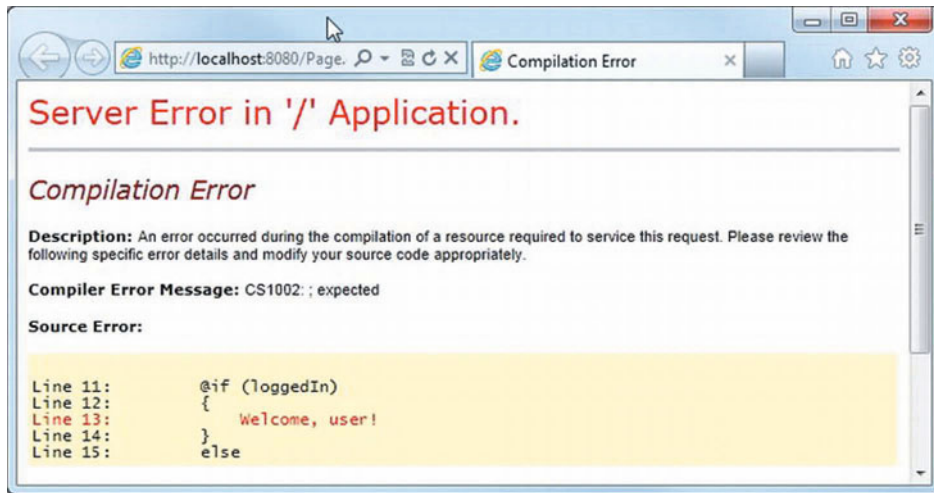 http://localhost:8080/Page.
Compilation Error
Server Error in '/' Application.
Compilation Error
Description: An error occurred during the compilation of a resource required to service this request. Please review the
following specific error details and modify your source code appropriately.
Compiler Error Message: CS1002: ; expected
Source Error:
Line 11:         @if (loggedIn)
Line 12:         {
Line 13:             Welcome, user!
Line 14:         }
Line 15:         else